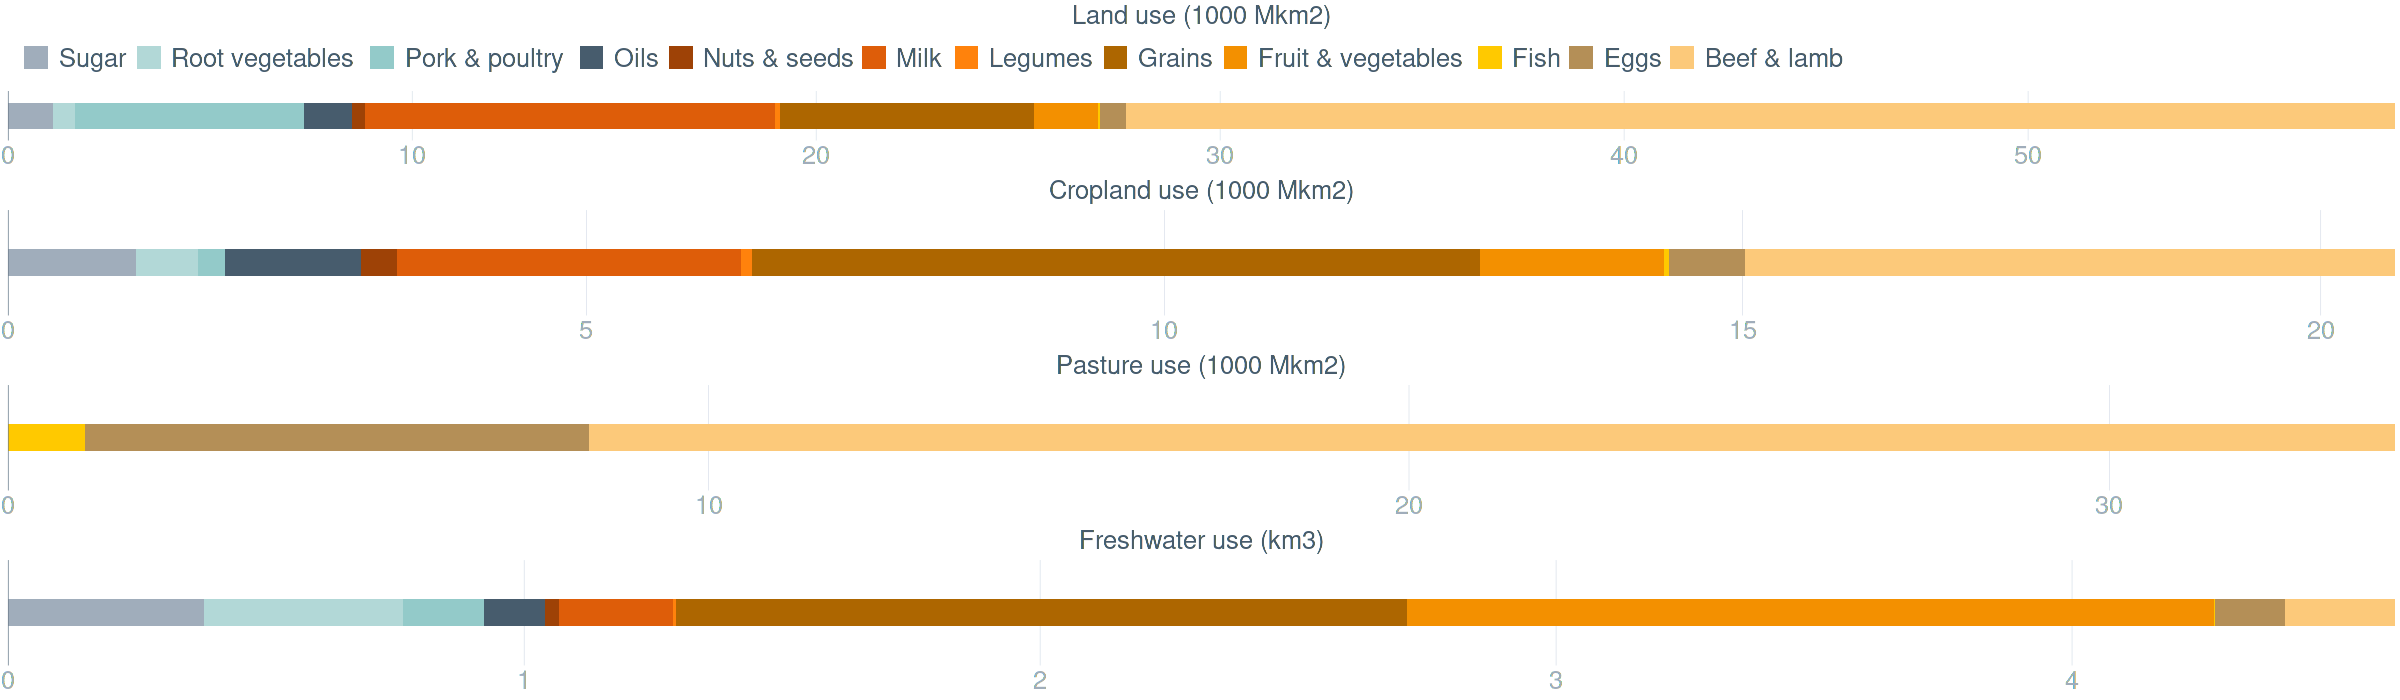 Land use (1000 Mkm2)
Sugar Root vegetables Pork & poultry Oils Nuts & seeds Milk Legumes Grains Fruit & vegetables Fish Eggs Beef & lamb
0 10 20 30 40 50
Cropland use (1000 Mkm2)
0 5 10 15 20
Pasture use (1000 Mkm2)
0 10 20 30
Freshwater use (km3)
0 1 2 3 4